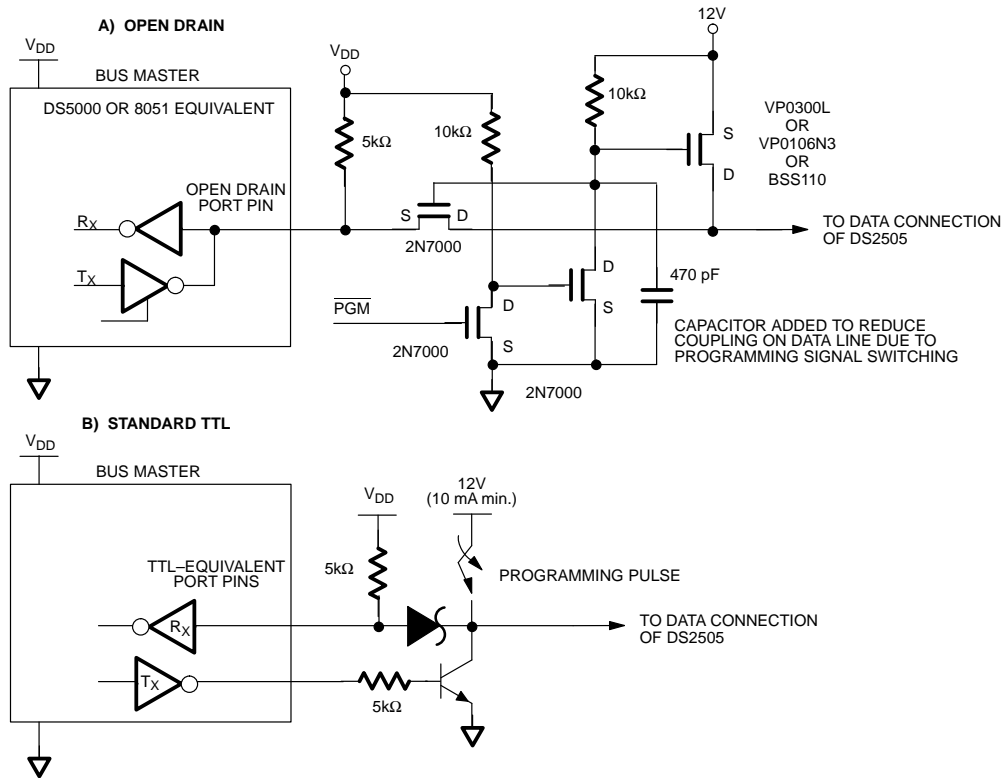 A) OPEN DRAIN
VDD
BUS MASTER
DS5000 OR 8051 EQUIVALENT
OPEN DRAIN
PORT PIN
RX
TX
VDD
5kΩ
10kΩ
12V
10kΩ
VP0300L
OR
VP0106N3
OR
BSS110
S
D
S
D
2N7000
TO DATA CONNECTION
OF DS2505
PGM
D
S
2N7000
D
S
2N7000
470 pF
CAPACITOR ADDED TO REDUCE
COUPLING ON DATA LINE DUE TO
PROGRAMMING SIGNAL SWITCHING
B) STANDARD TTL
VDD
BUS MASTER
TTL–EQUIVALENT
PORT PINS
RX
TX
VDD
5kΩ
12V
(10 mA min.)
PROGRAMMING PULSE
TO DATA CONNECTION
OF DS2505
5kΩ